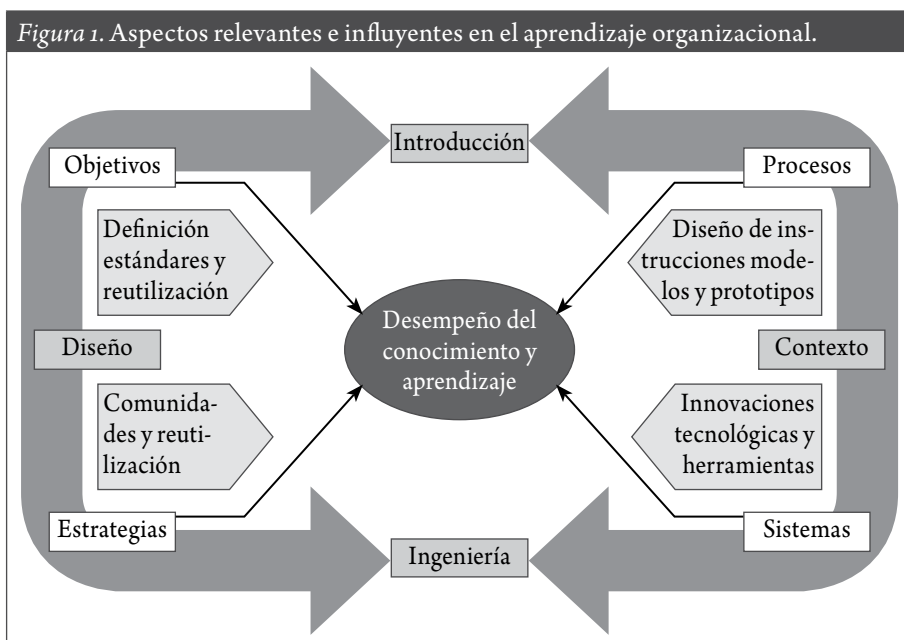 Figura 1. Aspectos relevantes e influyentes en el aprendizaje organizacional.
Introducción
Objetivos
Procesos
Definición
estándares y
reutilización
Diseño de ins-
trucciones mode-
los y prototipos
Diseño
Desempeño del
conocimiento y
aprendizaje
Contexto
Comunida-
des y reuti-
lización
Innovaciones
tecnológicas y
herramientas
Estrategias
Sistemas
Ingeniería